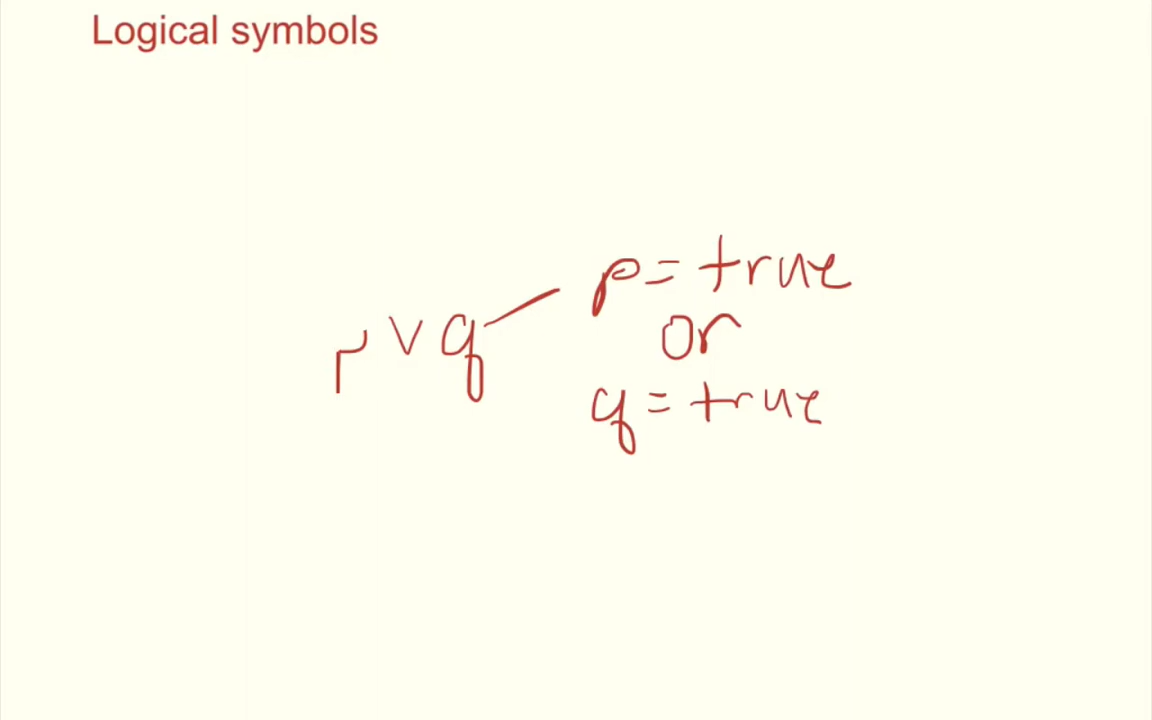 Logical symbols
p ∨ q
p = true
or
q = true